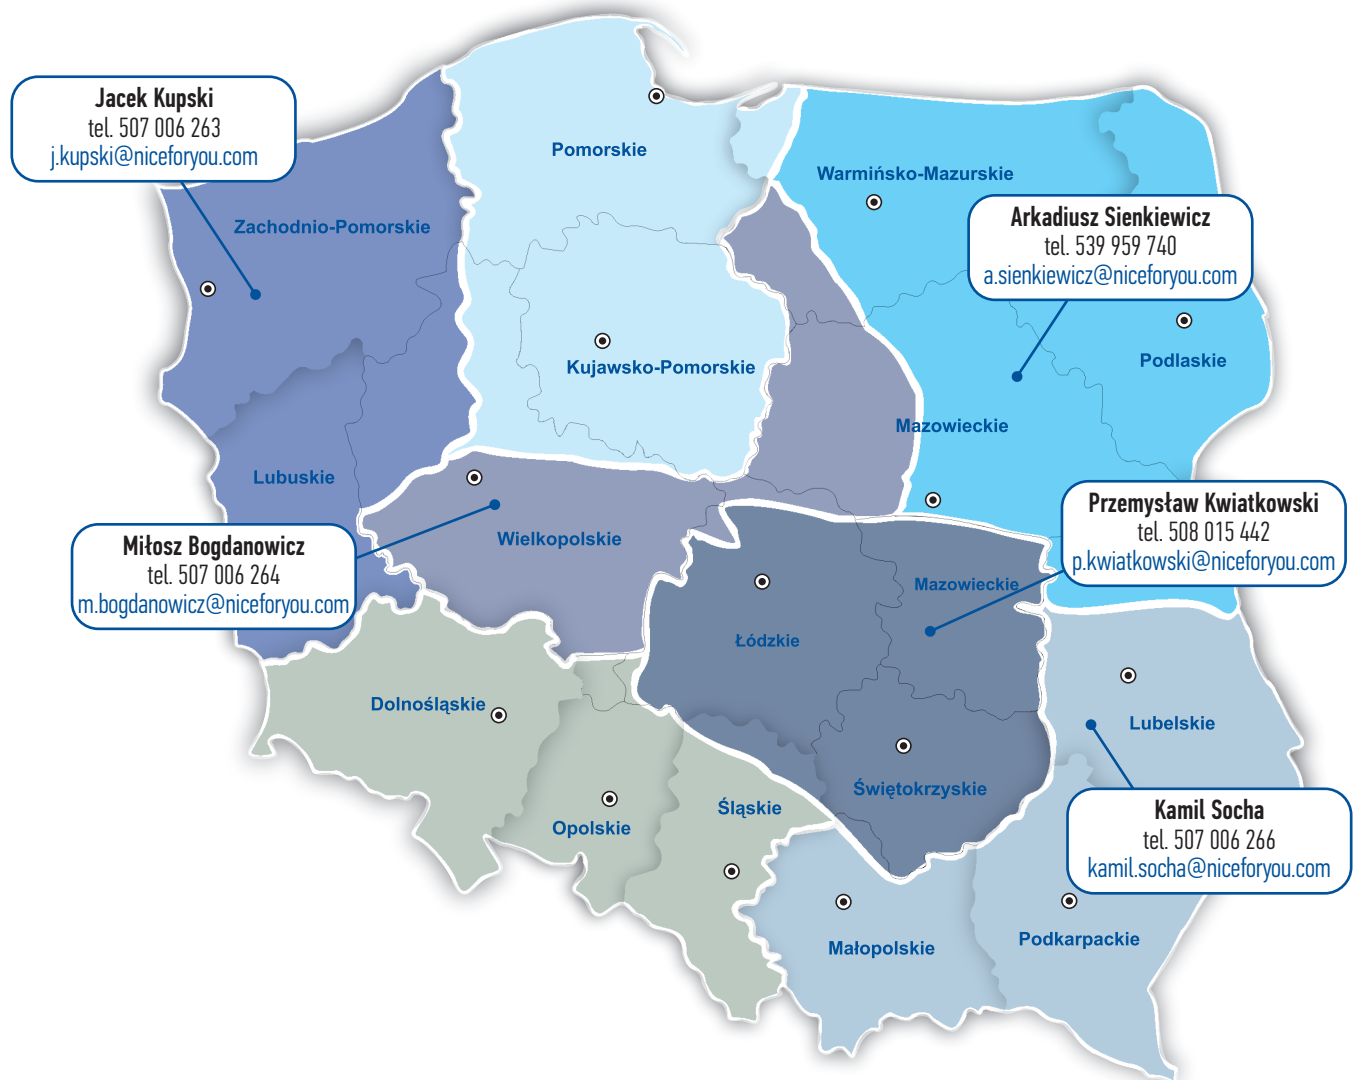 Jacek Kupski
tel. 507 006 263
j.kupski@niceforyou.com
Pomorskie
Warmińsko-Mazurskie
Zachodnio-Pomorskie
Arkadiusz Sienkiewicz
tel. 539 959 740
a.sienkiewicz@niceforyou.com
Kujawsko-Pomorskie
Podlaskie
Mazowieckie
Lubuskie
Wielkopolskie
Przemysław Kwiatkowski
tel. 508 015 442
p.kwiatkowski@niceforyou.com
Miłosz Bogdanowicz
tel. 507 006 264
m.bogdanowicz@niceforyou.com
Mazowieckie
Łódzkie
Dolnośląskie
Lubelskie
Świętokrzyskie
Śląskie
Opolskie
Kamil Socha
tel. 507 006 266
kamil.socha@niceforyou.com
Małopolskie
Podkarpackie